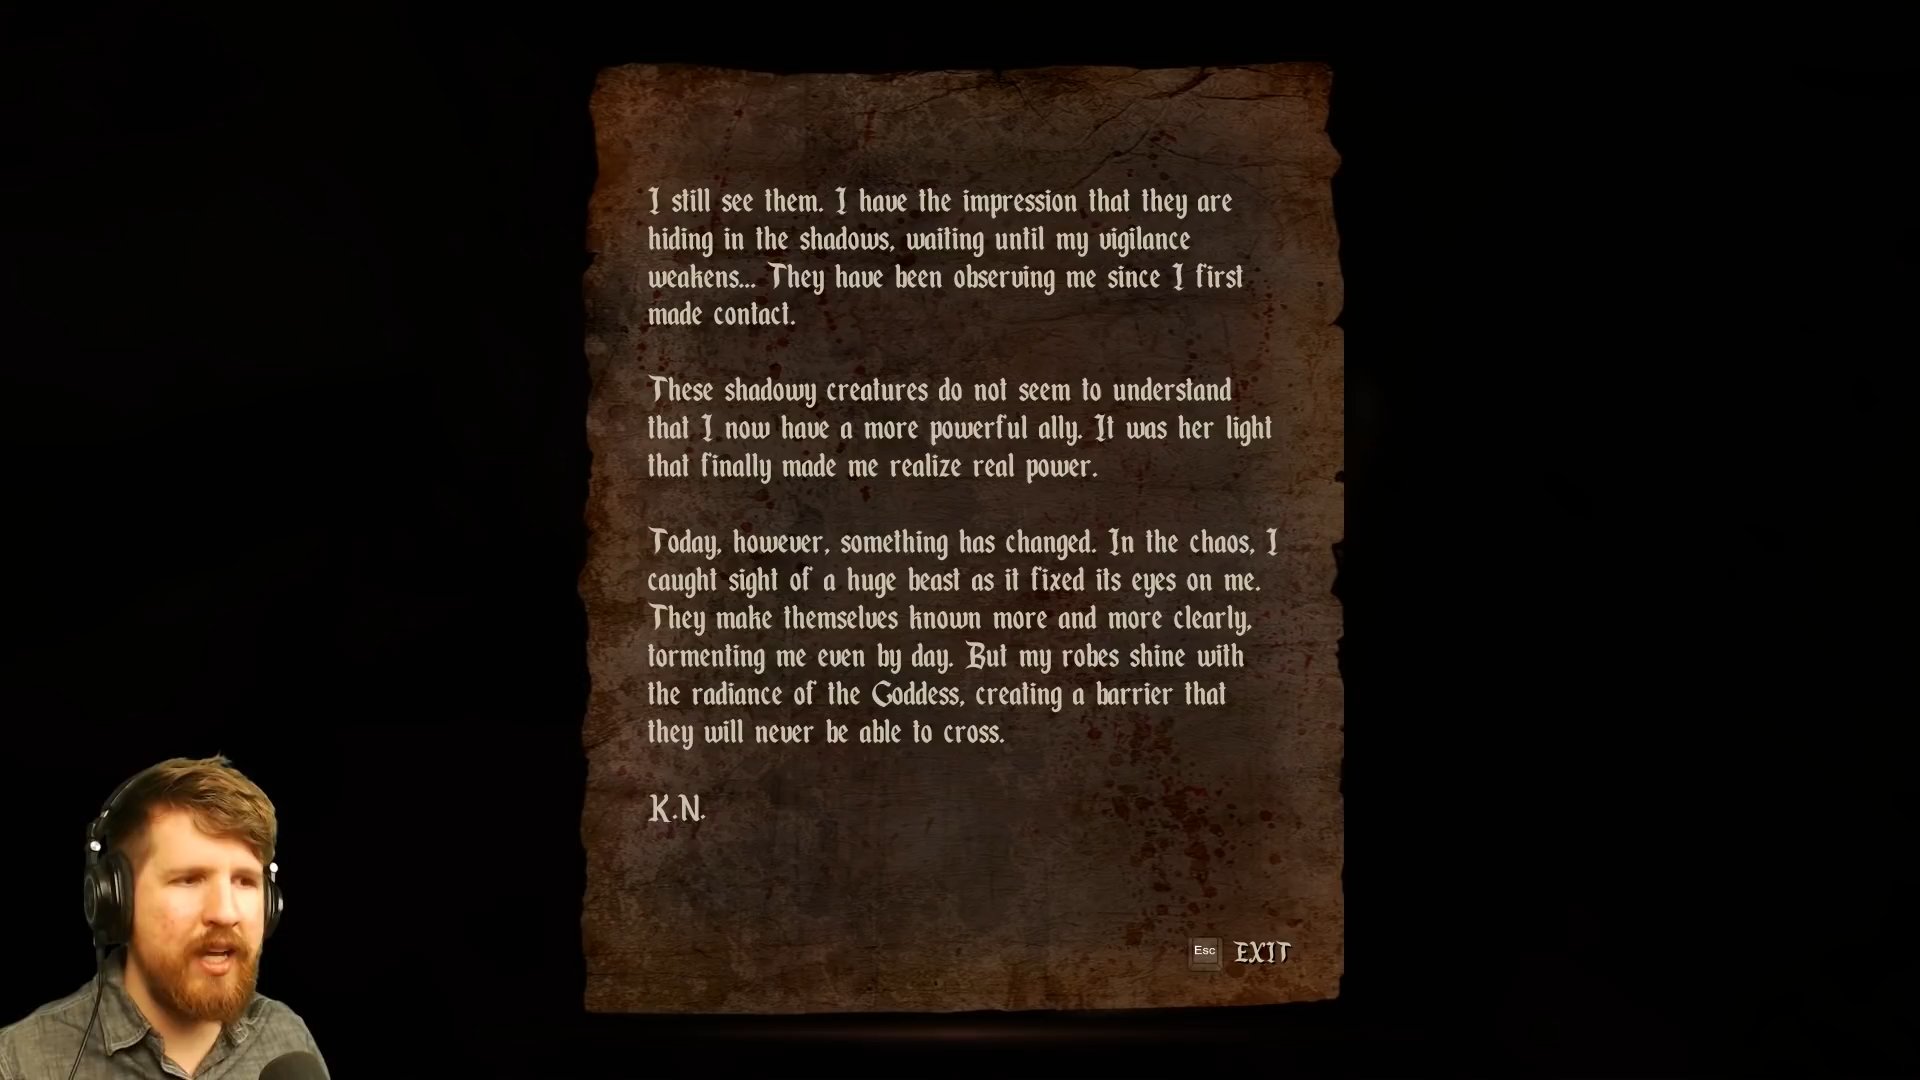 I still see them. I have the impression that they are
hiding in the shadows, waiting until my vigilance
weakens... They have been observing me since I first
made contact.
These shadowy creatures do not seem to understand
that I now have a more powerful ally. It was her light
that finally made me realize real power.
Today, however, something has changed. In the chaos, I
caught sight of a huge beast as it fixed its eyes on me.
They make themselves known more and more clearly,
tormenting me even by day. But my robes shine with
the radiance of the Goddess, creating a barrier that
they will never be able to cross.
K.N.
Esc EXIT